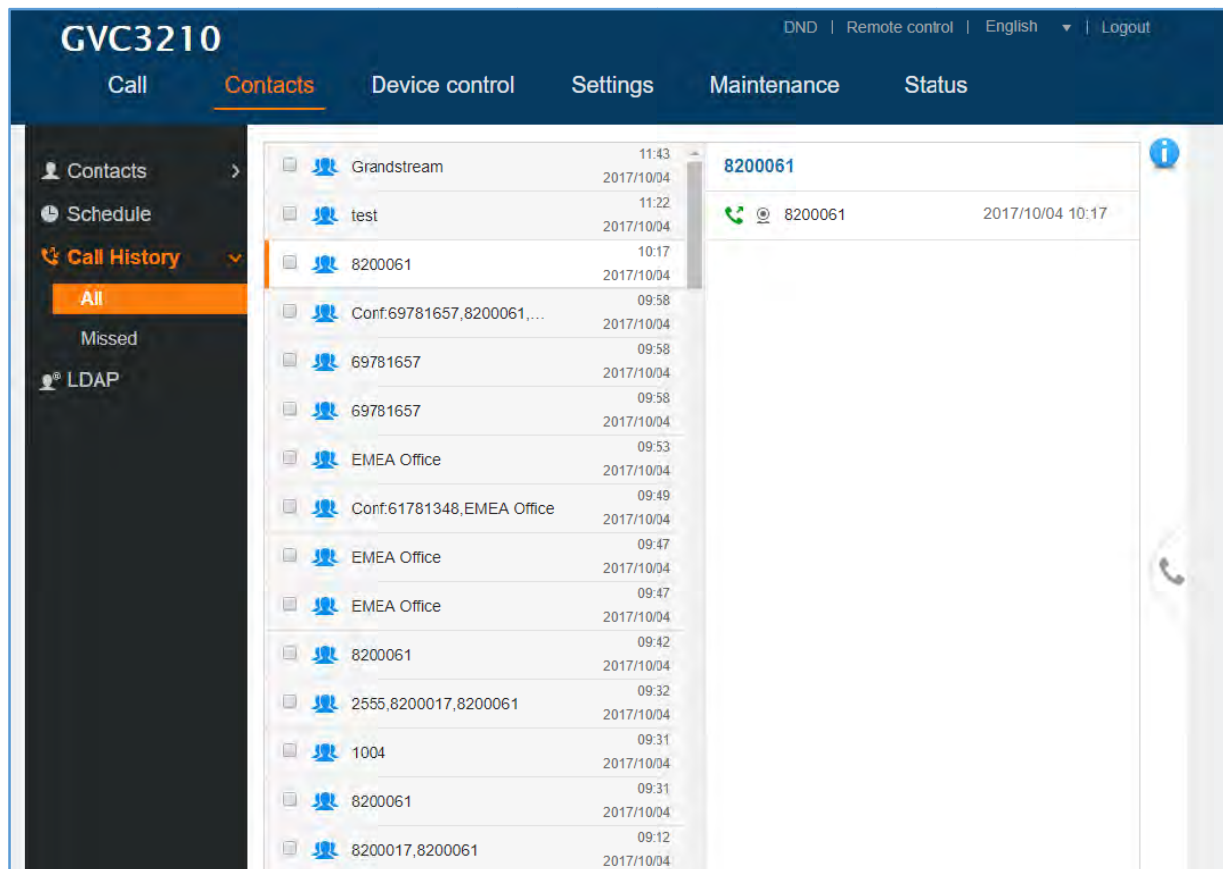 GVC3210
DND | Remote control | English ▼ | Logout
Call Contacts Device control Settings Maintenance Status
Contacts
Schedule
Call History
All
Missed
LDAP
Grandstream 11:43 2017/10/04
test 11:22 2017/10/04
8200061 10:17 2017/10/04
Conf:69781657,8200061,... 09:58 2017/10/04
69781657 09:58 2017/10/04
69781657 09:58 2017/10/04
EMEA Office 09:53 2017/10/04
Conf:61781348,EMEA Office 09:49 2017/10/04
EMEA Office 09:47 2017/10/04
EMEA Office 09:47 2017/10/04
8200061 09:42 2017/10/04
2555,8200017,8200061 09:32 2017/10/04
1004 09:31 2017/10/04
8200061 09:31 2017/10/04
8200017,8200061 09:12 2017/10/04
8200061
8200061 2017/10/04 10:17